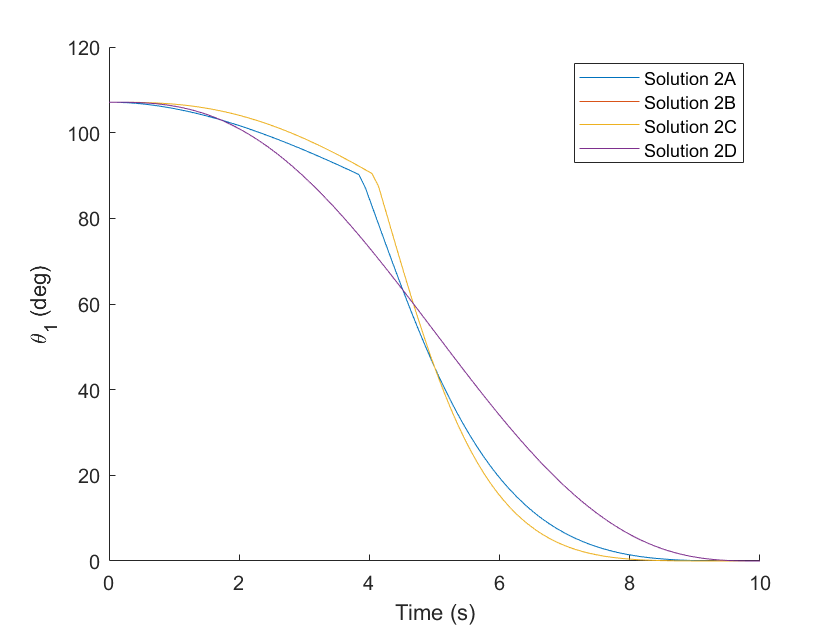 120
100
80
60
40
20
0
θ1 (deg)
0 2 4 6 8 10
Time (s)
Solution 2A
Solution 2B
Solution 2C
Solution 2D